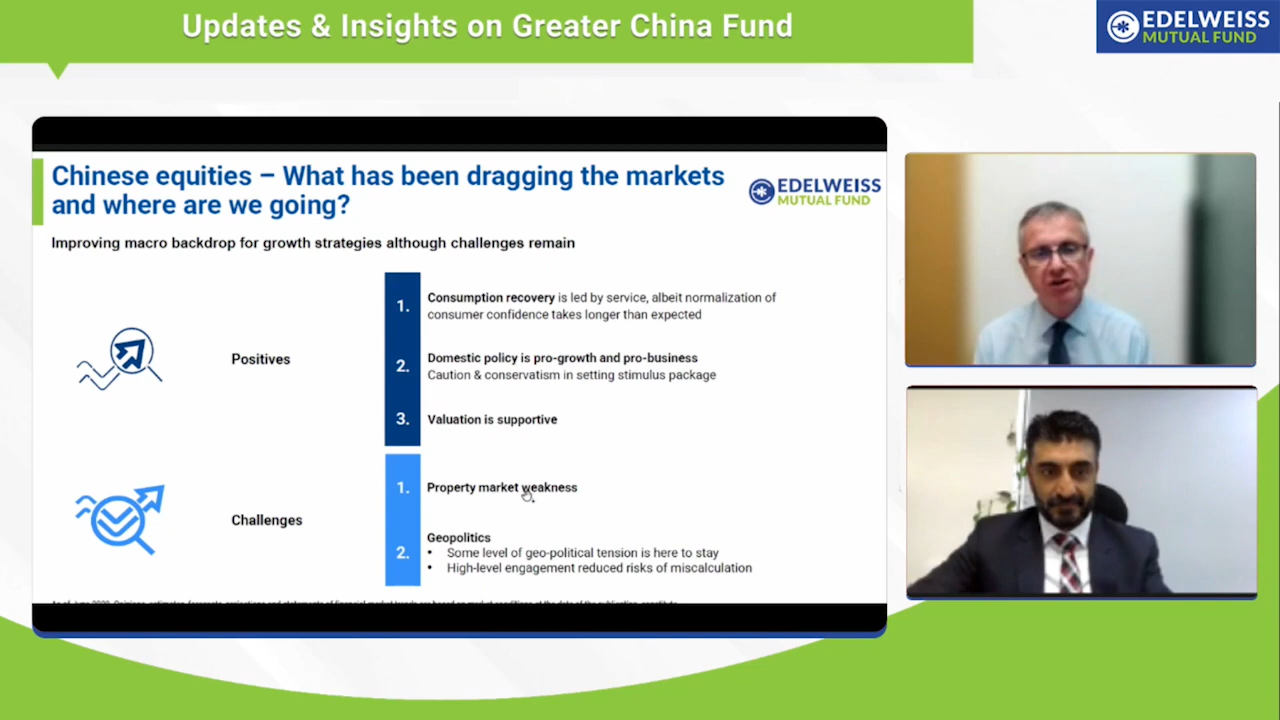 Updates & Insights on Greater China Fund
EDELWEISS
MUTUAL FUND
Chinese equities – What has been dragging the markets
and where are we going?
EDELWEISS
MUTUAL FUND
Improving macro backdrop for growth strategies although challenges remain
Positives
1. Consumption recovery is led by service, albeit normalization of
consumer confidence takes longer than expected
2. Domestic policy is pro-growth and pro-business
Caution & conservatism in setting stimulus package
3. Valuation is supportive
Challenges
1. Property market weakness
Geopolitics
2. • Some level of geo-political tension is here to stay
• High-level engagement reduced risks of miscalculation